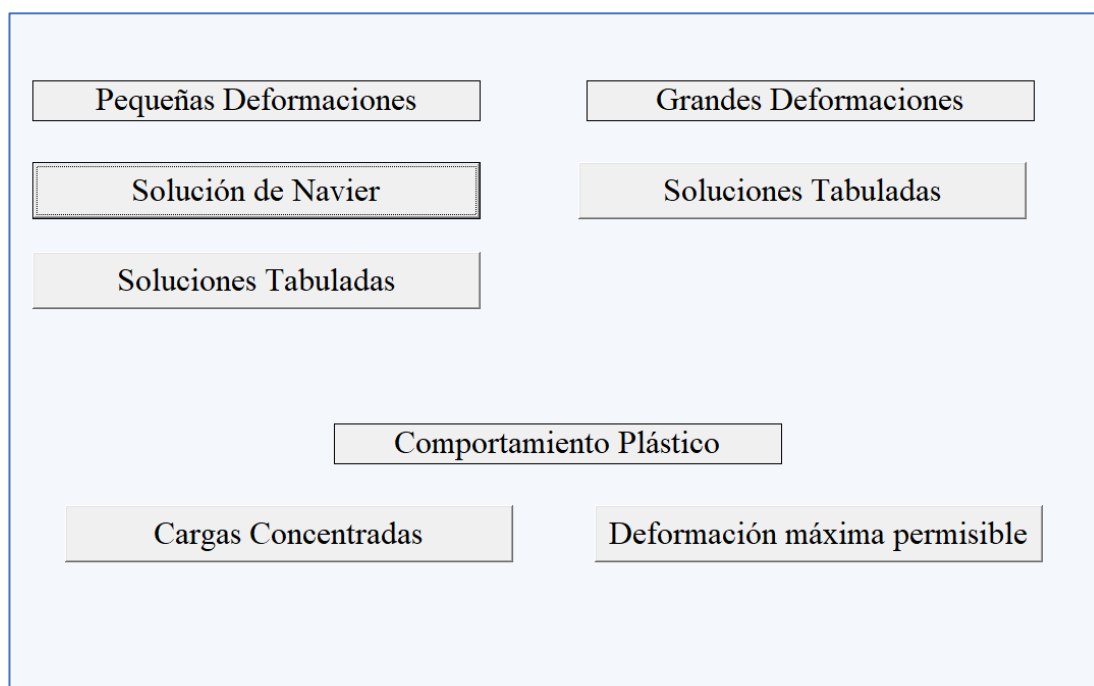 Pequeñas Deformaciones
Grandes Deformaciones
Solución de Navier
Soluciones Tabuladas
Soluciones Tabuladas
Comportamiento Plástico
Cargas Concentradas
Deformación máxima permisible